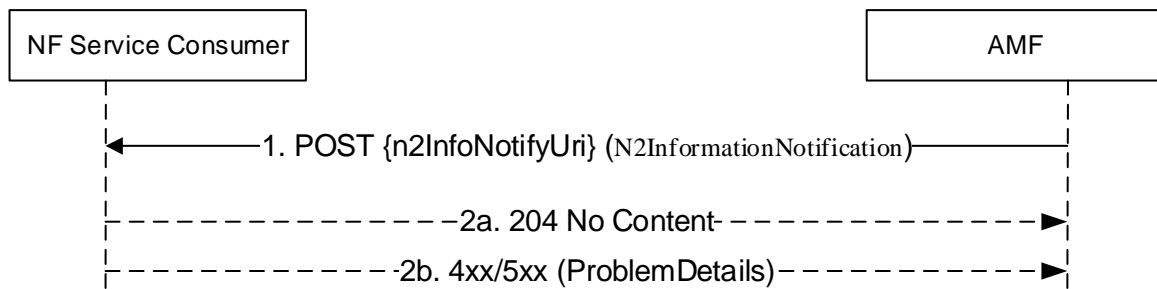 NF Service Consumer
AMF
1. POST {n2InfoNotifyUri} (N2InformationNotification)
2a. 204 No Content
2b. 4xx/5xx (ProblemDetails)